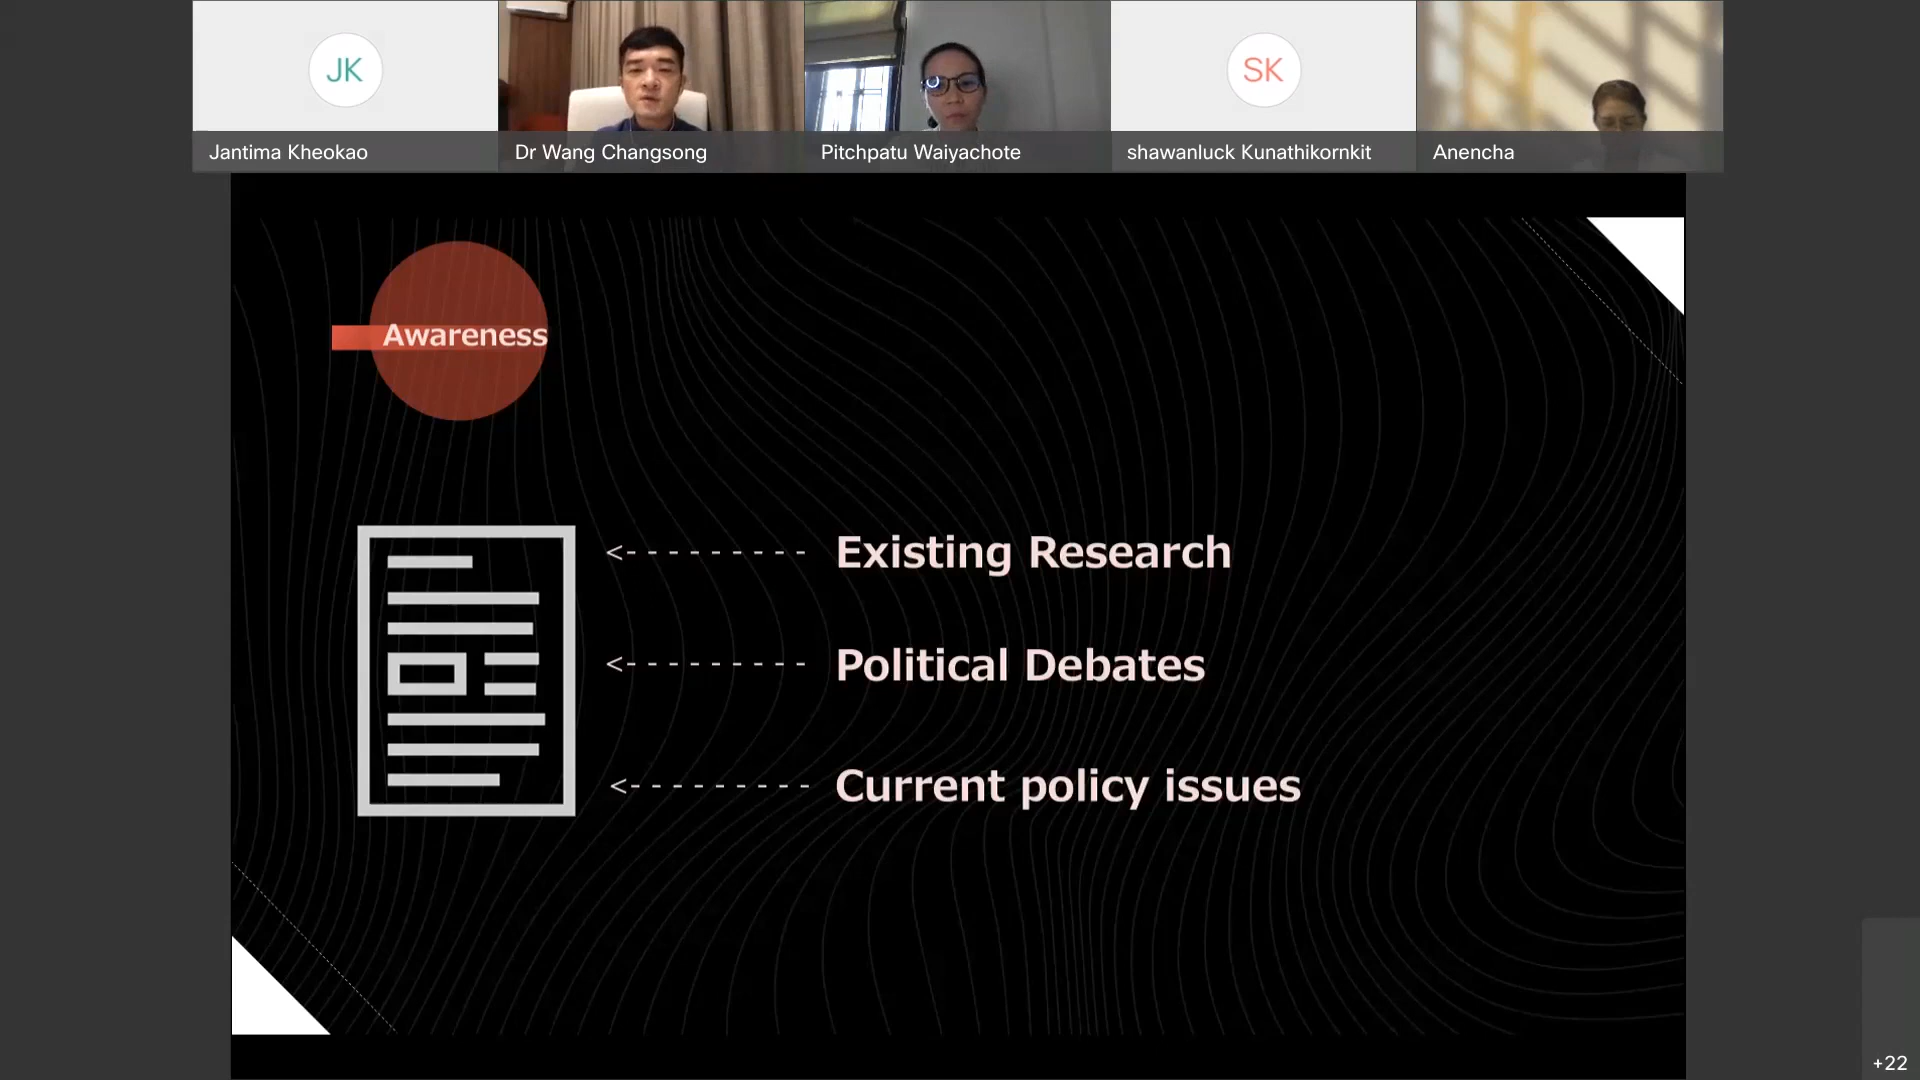 JK
SK
Jantima Kheokao
Dr Wang Changsong
Pitchpatu Waiyachote
shawanluck Kunathikornkit
Anencha
Awareness
Existing Research
Political Debates
Current policy issues
+22